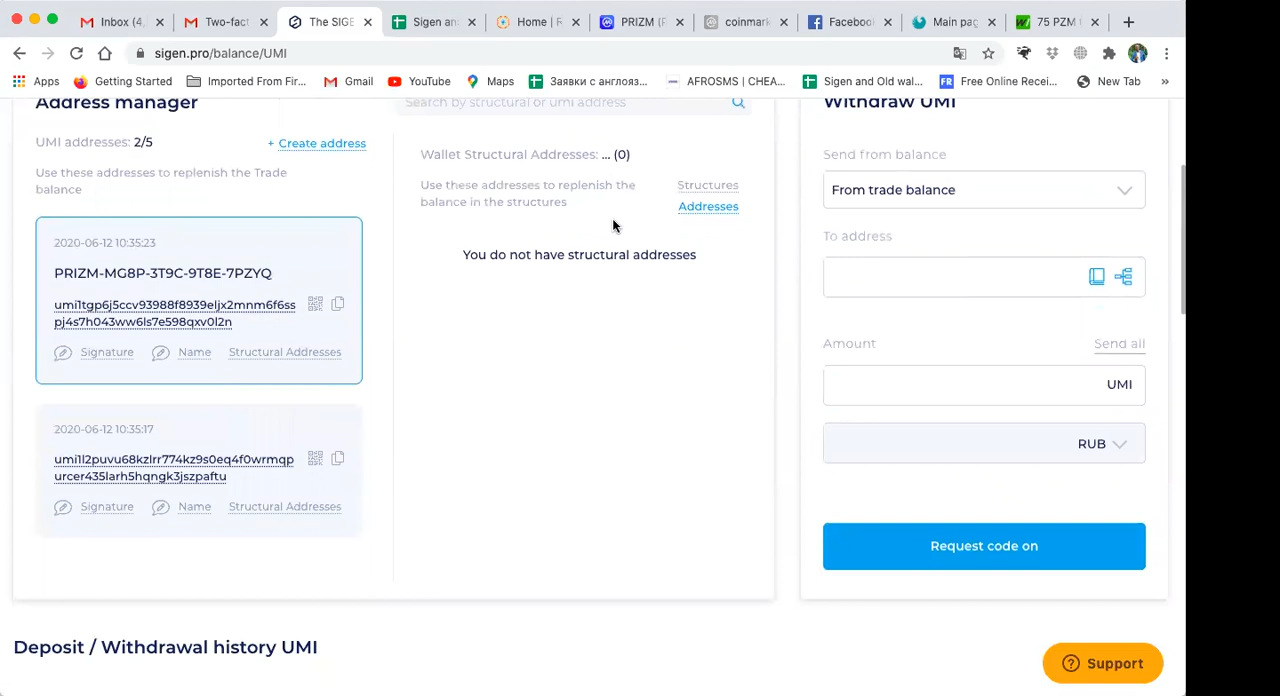 Inbox (4,
Two-fact
The SIGE
Sigen an
Home | R
PRIZM (P
coinmark
Facebook
Main pag
75 PZM t
sigen.pro/balance/UMI
Apps
Getting Started
Imported From Fir...
Gmail
YouTube
Maps
Заявки с англояз...
AFROSMS | CHEA...
Sigen and Old wal...
FR
Free Online Recei...
New Tab
»
Address manager
Search by structural or umi address
Withdraw UMI
UMI addresses: 2/5
+ Create address
Use these addresses to replenish the Trade
balance
2020-06-12 10:35:23
PRIZM-MG8P-3T9C-9T8E-7PZYQ
umi1tgp6j5ccv93988f8939eljx2mnm6f6ss
pj4s7h043ww6ls7e598qxv0l2n
Signature
Name
Structural Addresses
2020-06-12 10:35:17
umi1l2puvu68kzlrr774kz9s0eq4f0wrmqp
urcer435larh5hqngk3jszpaftu
Signature
Name
Structural Addresses
Wallet Structural Addresses: ... (0)
Use these addresses to replenish the
balance in the structures
Structures
Addresses
You do not have structural addresses
Send from balance
From trade balance
To address
Amount
Send all
UMI
RUB
Request code on
Deposit / Withdrawal history UMI
Support